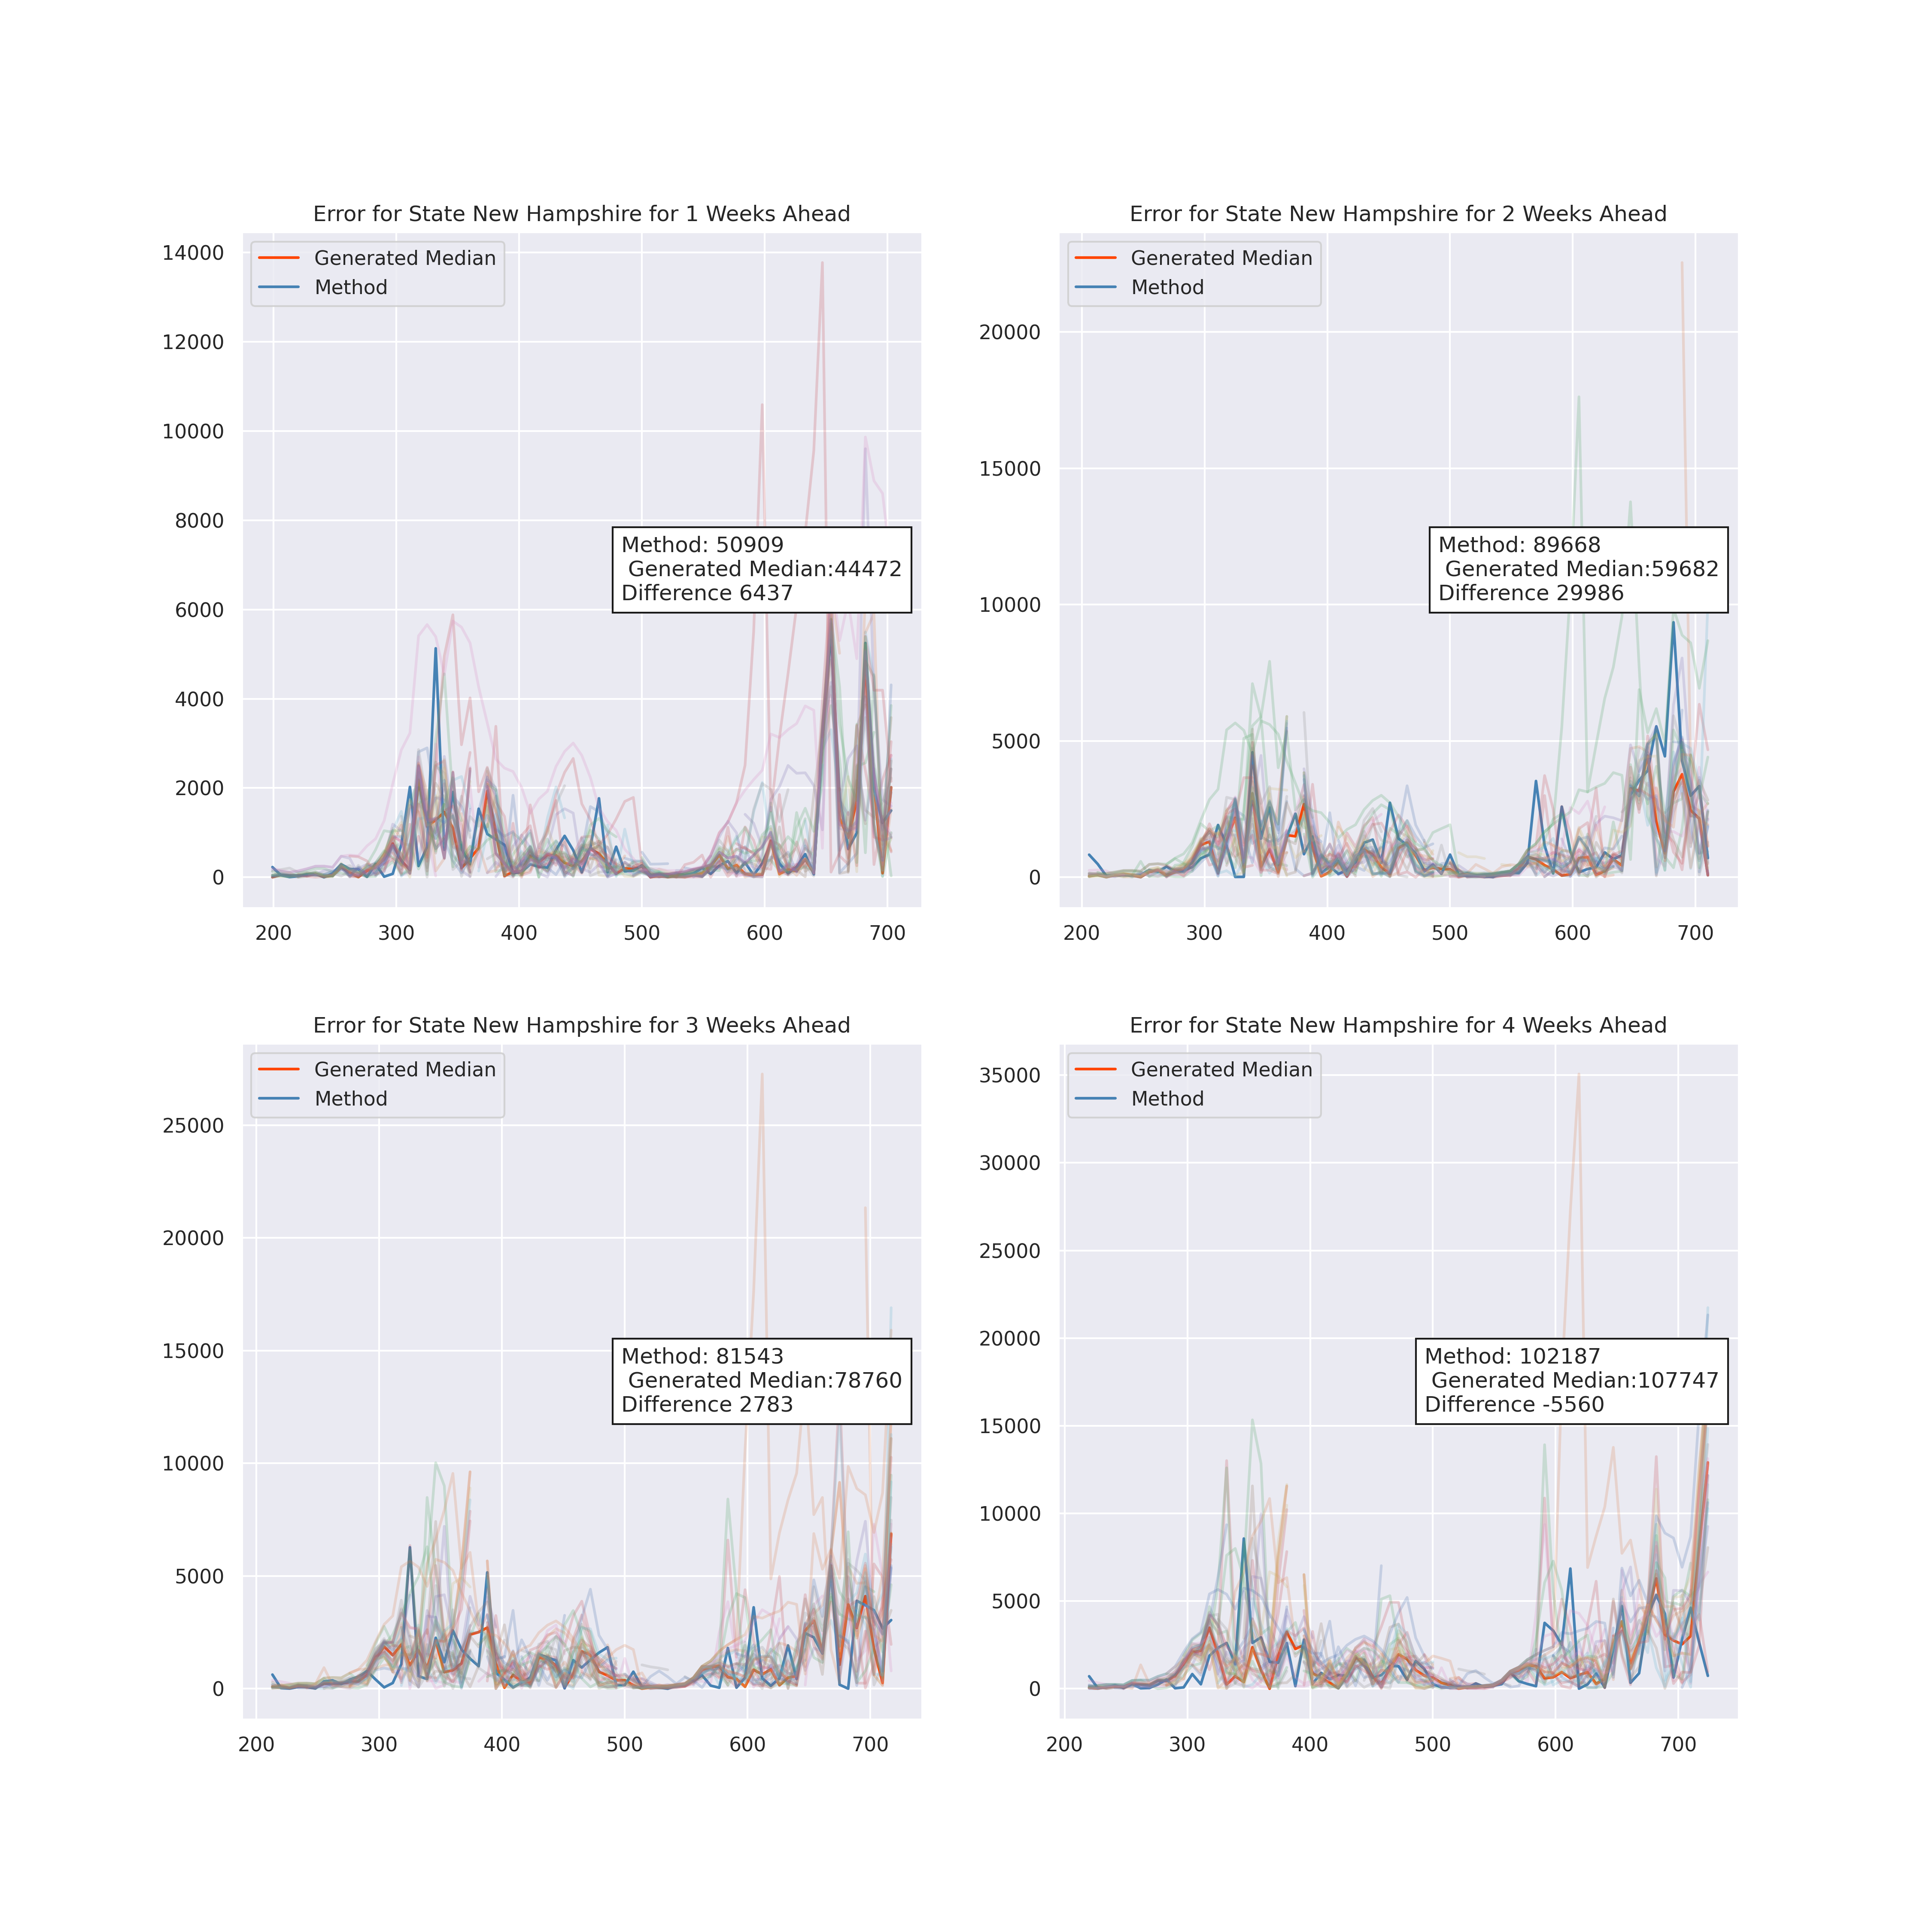 Error for State New Hampshire for 1 Weeks Ahead
14000
12000
10000
8000
6000
4000
2000
0
200 300 400 500 600 700
Generated Median
Method
Method: 50909
Generated Median:44472
Difference 6437
Error for State New Hampshire for 2 Weeks Ahead
20000
15000
10000
5000
0
200 300 400 500 600 700
Generated Median
Method
Method: 89668
Generated Median:59682
Difference 29986
Error for State New Hampshire for 3 Weeks Ahead
25000
20000
15000
10000
5000
0
200 300 400 500 600 700
Generated Median
Method
Method: 81543
Generated Median:78760
Difference 2783
Error for State New Hampshire for 4 Weeks Ahead
35000
30000
25000
20000
15000
10000
5000
0
200 300 400 500 600 700
Generated Median
Method
Method: 102187
Generated Median:107747
Difference -5560